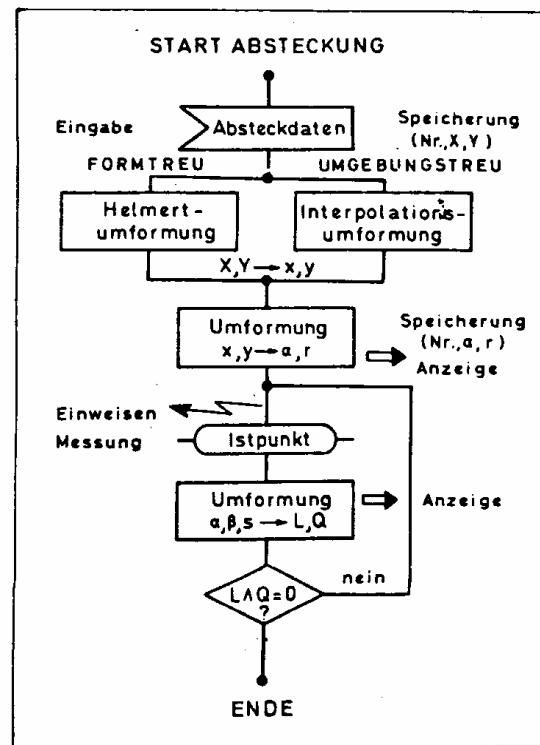 START ABSTECKUNG
Eingabe
Absteckdaten
Speicherung
(Nr.,X,Y)
FORMTREU
UMGEBUNGSTREU
Helmert-
umformung
Interpolations-
umformung
X,Y → x,y
Umformung
x,y → α,r
Speicherung
(Nr.,α,r)
Anzeige
Einweisen
Messung
Istpunkt
Umformung
α,β,s → L,Q
Anzeige
L∧Q=0
?
nein
ENDE